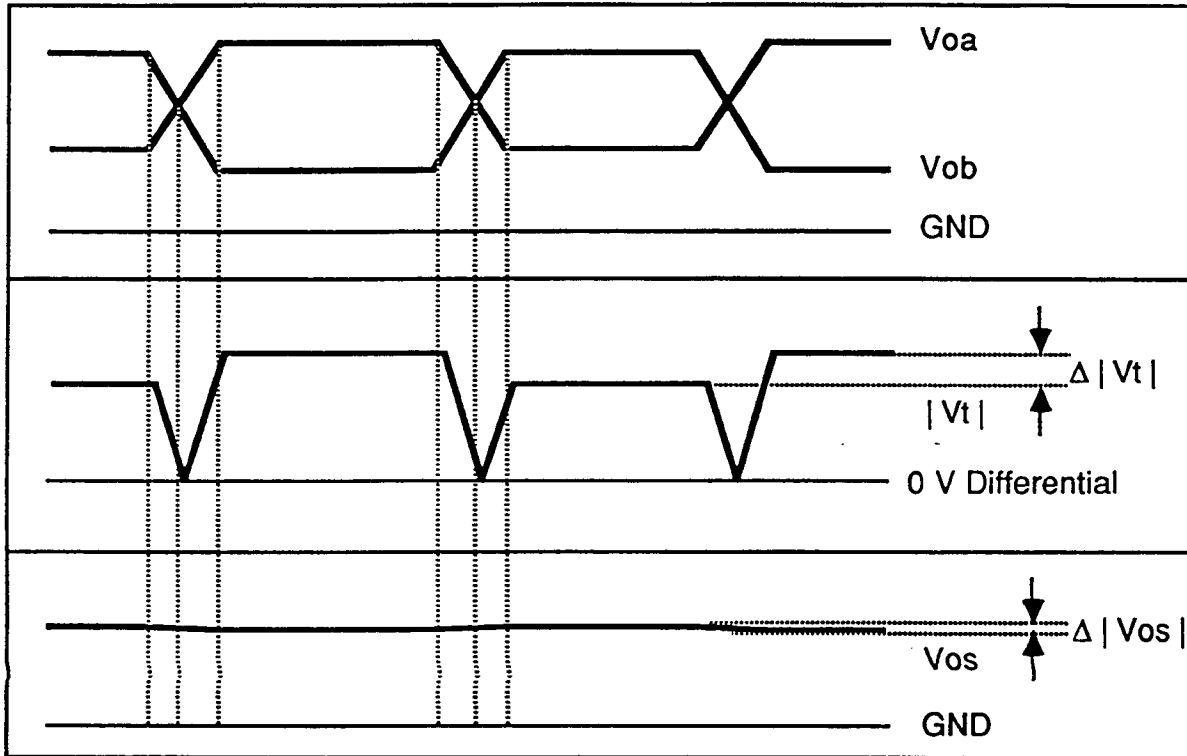 Voa
Vob
GND
Δ | Vt |
| Vt |
0 V Differential
Δ | Vos |
Vos
GND